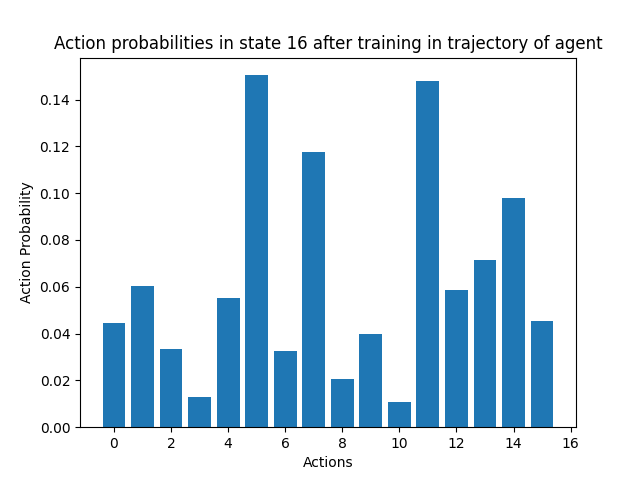 Action probabilities in state 16 after training in trajectory of agent
0.14
0.12
0.10
0.08
0.06
0.04
0.02
0.00
Action Probability
0 2 4 6 8 10 12 14 16
Actions